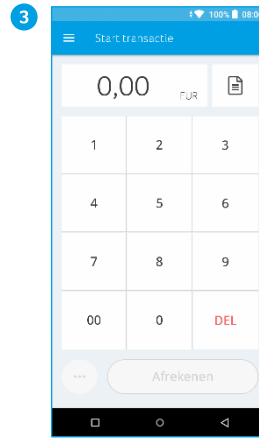 3
100% 08:00
Start transactie
0,00 EUR
1 2 3
4 5 6
7 8 9
00 0 DEL
... Afrekenen